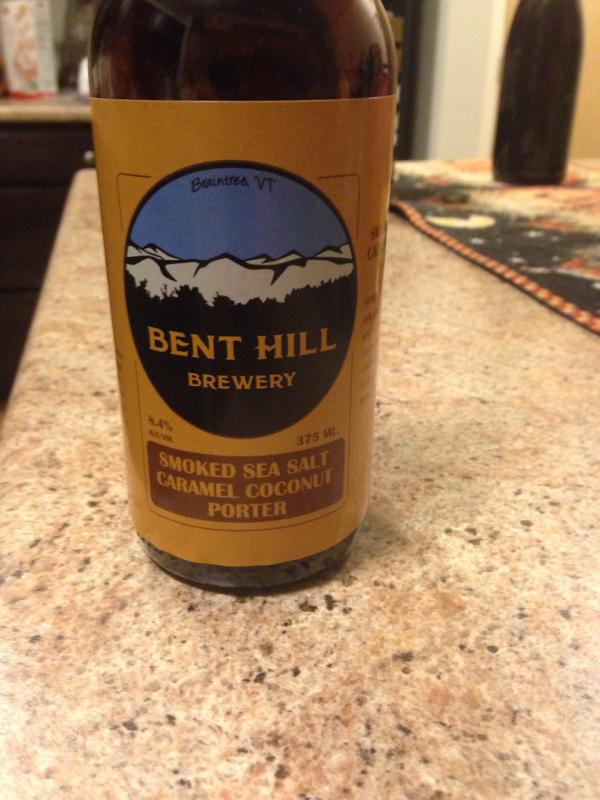 Braintree, VT
BENT HILL
BREWERY
8.4%
ALC/VOL
375 ML
SMOKED SEA SALT
CARAMEL COCONUT
PORTER